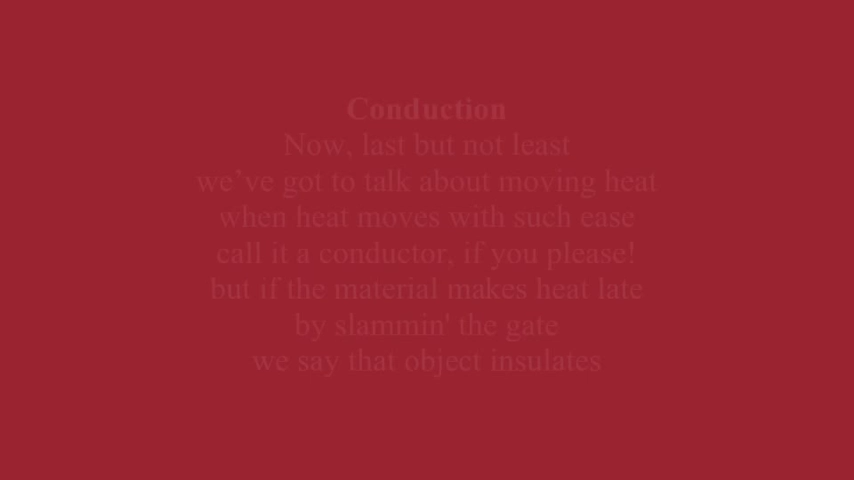 Conduction
Now, last but not least
we’ve got to talk about moving heat
when heat moves with such ease
call it a conductor, if you please!
but if the material makes heat late
by slammin' the gate
we say that object insulates